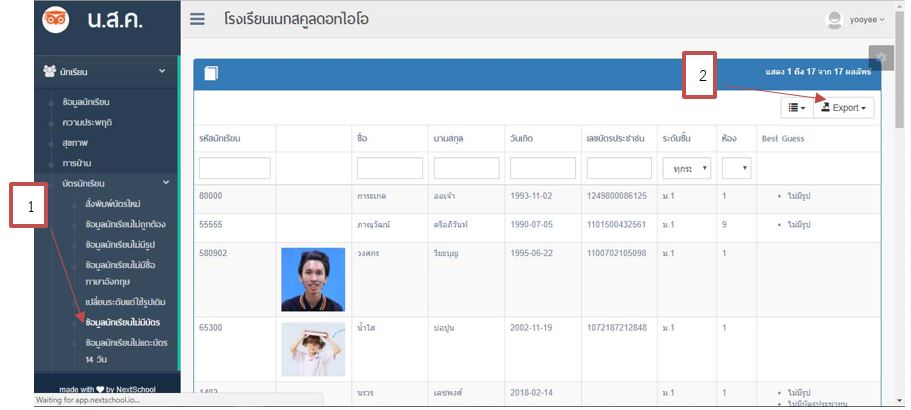 น.ส.ค.
โรงเรียนเนกสคูลดอทไอโอ
yooyee
นักเรียน
ข้อมูลนักเรียน
ความประพฤติ
สุขภาพ
การบ้าน
บัตรนักเรียน
สั่งพิมพ์บัตรใหม่
ข้อมูลนักเรียนไม่ถูกต้อง
ข้อมูลนักเรียนไม่มีรูป
ข้อมูลนักเรียนไม่มีชื่อ
ภาษาอังกฤษ
เปลี่ยนระดับแต่ใช้รูปเดิม
ข้อมูลนักเรียนไม่มีบัตร
ข้อมูลนักเรียนไม่แตะบัตร
14 วัน
made with by NextSchool
Waiting for app.nextschool.io...
1
2
แสดง 1 ถึง 17 จาก 17 ผลลัพธ์
Export
รหัสนักเรียน ชื่อ นามสกุล วันเกิด เลขบัตรประชาชน ระดับชั้น ห้อง Best Guess
ทุกระ
80000 การะเกด ออเจ้า 1993-11-02 1249800086125 ม.1 1 ไม่มีรูป
55555 ภาณุวัฒน์ ตรีอภิวันท์ 1990-07-05 1101500432561 ม.1 9 ไม่มีรูป
580902 วงศกร วิยะบุญ 1995-06-22 1100702105098 ม.1 1
65300 น้ำใส บ่อปูน 2002-11-19 1072187212848 ม.1 1
1492 นรวร เดชพงศ์ 2018-02-14 ม.1 1 ไม่มีรูป
ไม่มีบัตรประชาชน